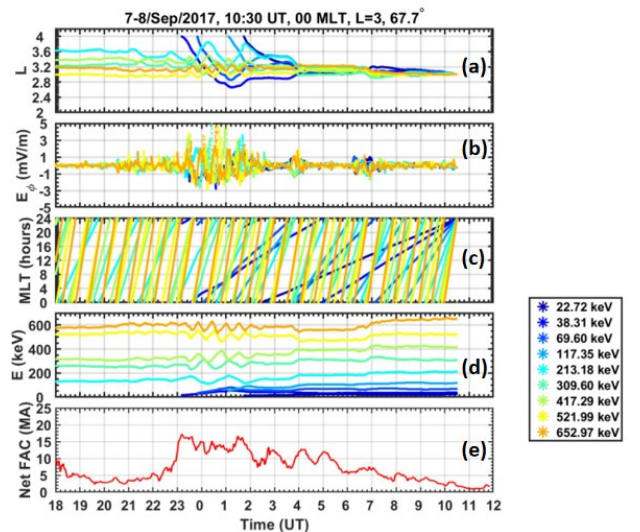 7-8/Sep/2017, 10:30 UT, 00 MLT, L=3, 67.7°
4
3.6
3.2
2.8
2.4
2
L
(a)
5
3
1
-1
-3
-5
Eφ (mV/m)
(b)
24
20
16
12
8
4
0
MLT (hours)
(c)
600
400
200
0
E (keV)
(d)
25
20
15
10
5
0
Net FAC (MA)
(e)
18 19 20 21 22 23 0 1 2 3 4 5 6 7 8 9 10 11 12
Time (UT)
22.72 keV
38.31 keV
69.60 keV
117.35 keV
213.18 keV
309.60 keV
417.29 keV
521.99 keV
652.97 keV